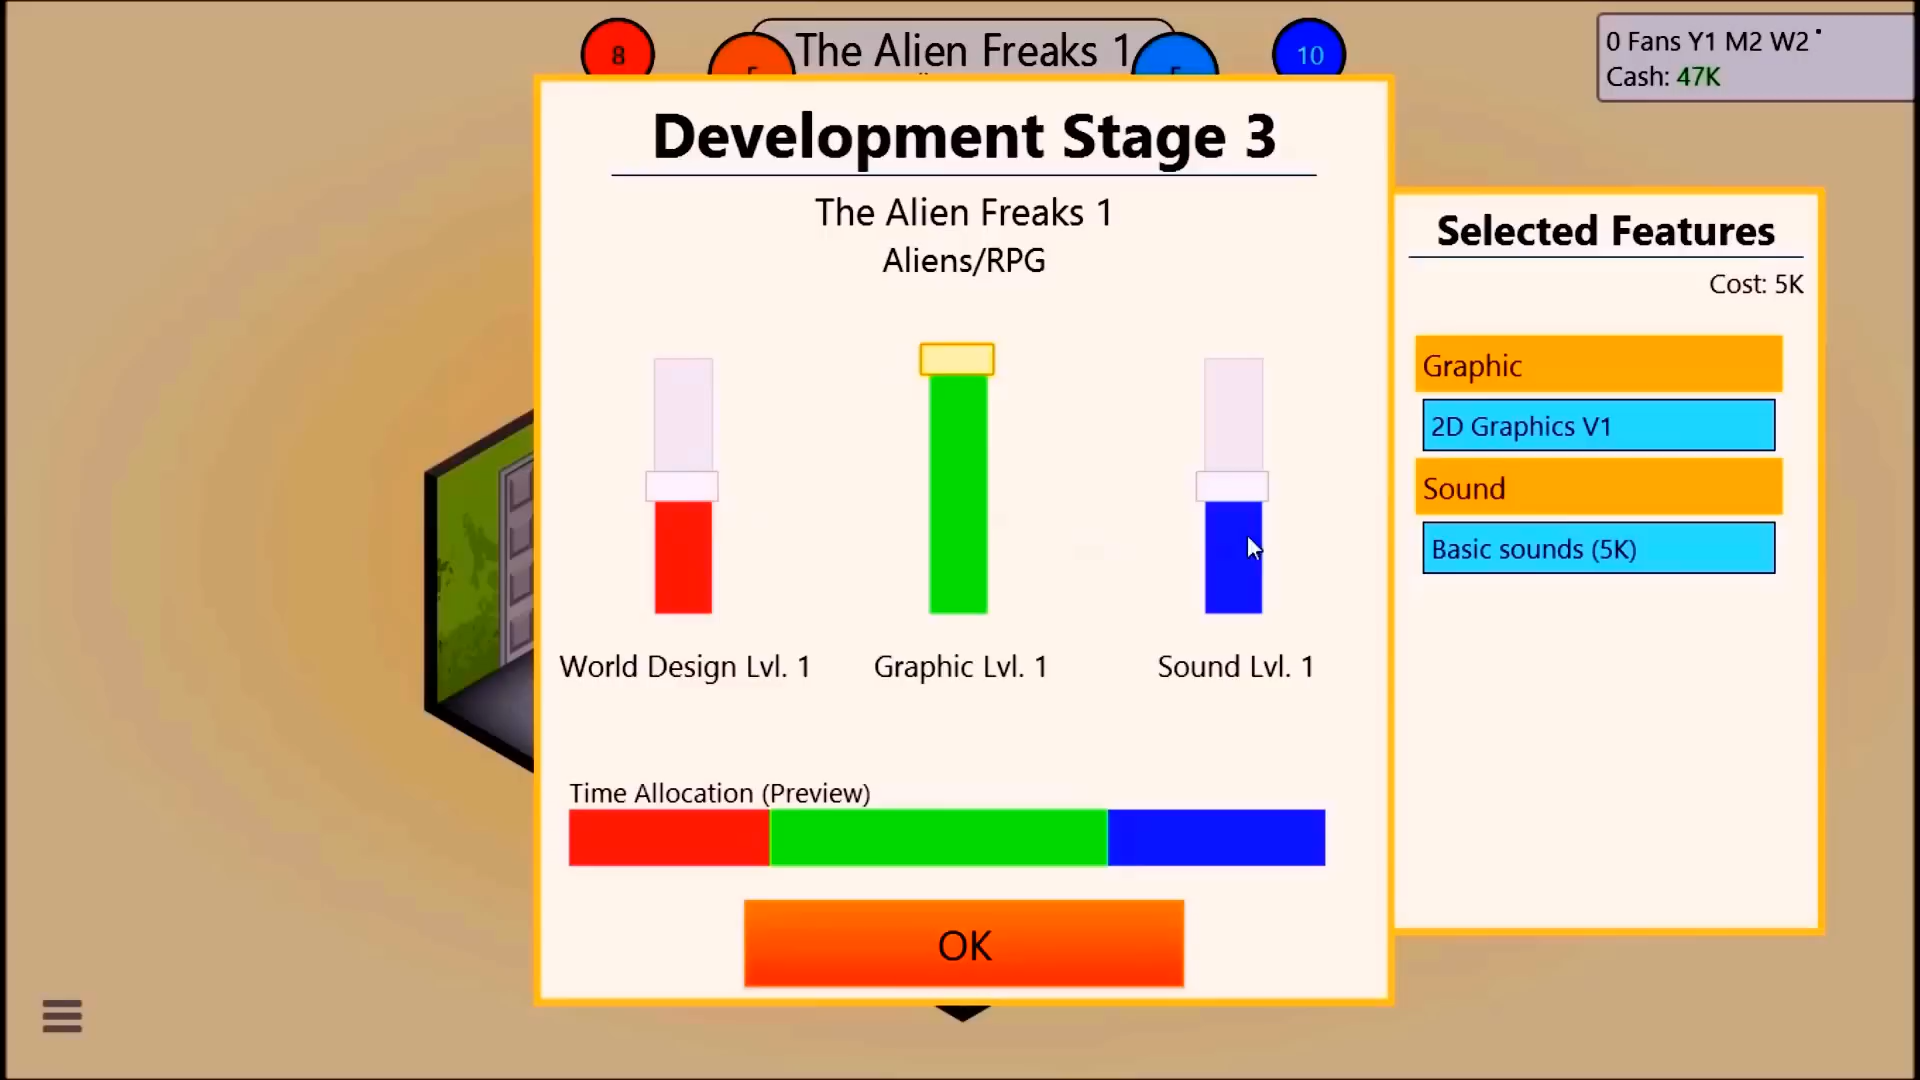 8
The Alien Freaks 1
10
0 Fans Y1 M2 W2
Cash: 47K
Development Stage 3
The Alien Freaks 1
Aliens/RPG
World Design Lvl. 1
Graphic Lvl. 1
Sound Lvl. 1
Time Allocation (Preview)
OK
Selected Features
Cost: 5K
Graphic
2D Graphics V1
Sound
Basic sounds (5K)